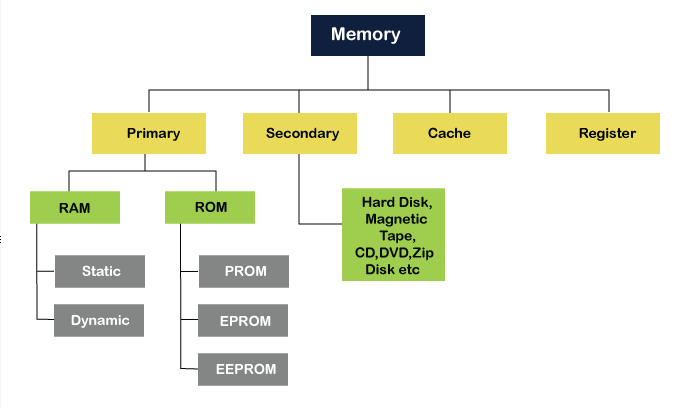 Memory
Primary
Secondary
Cache
Register
RAM
ROM
Hard Disk,
Magnetic
Tape,
CD,DVD,Zip
Disk etc
Static
PROM
Dynamic
EPROM
EEPROM